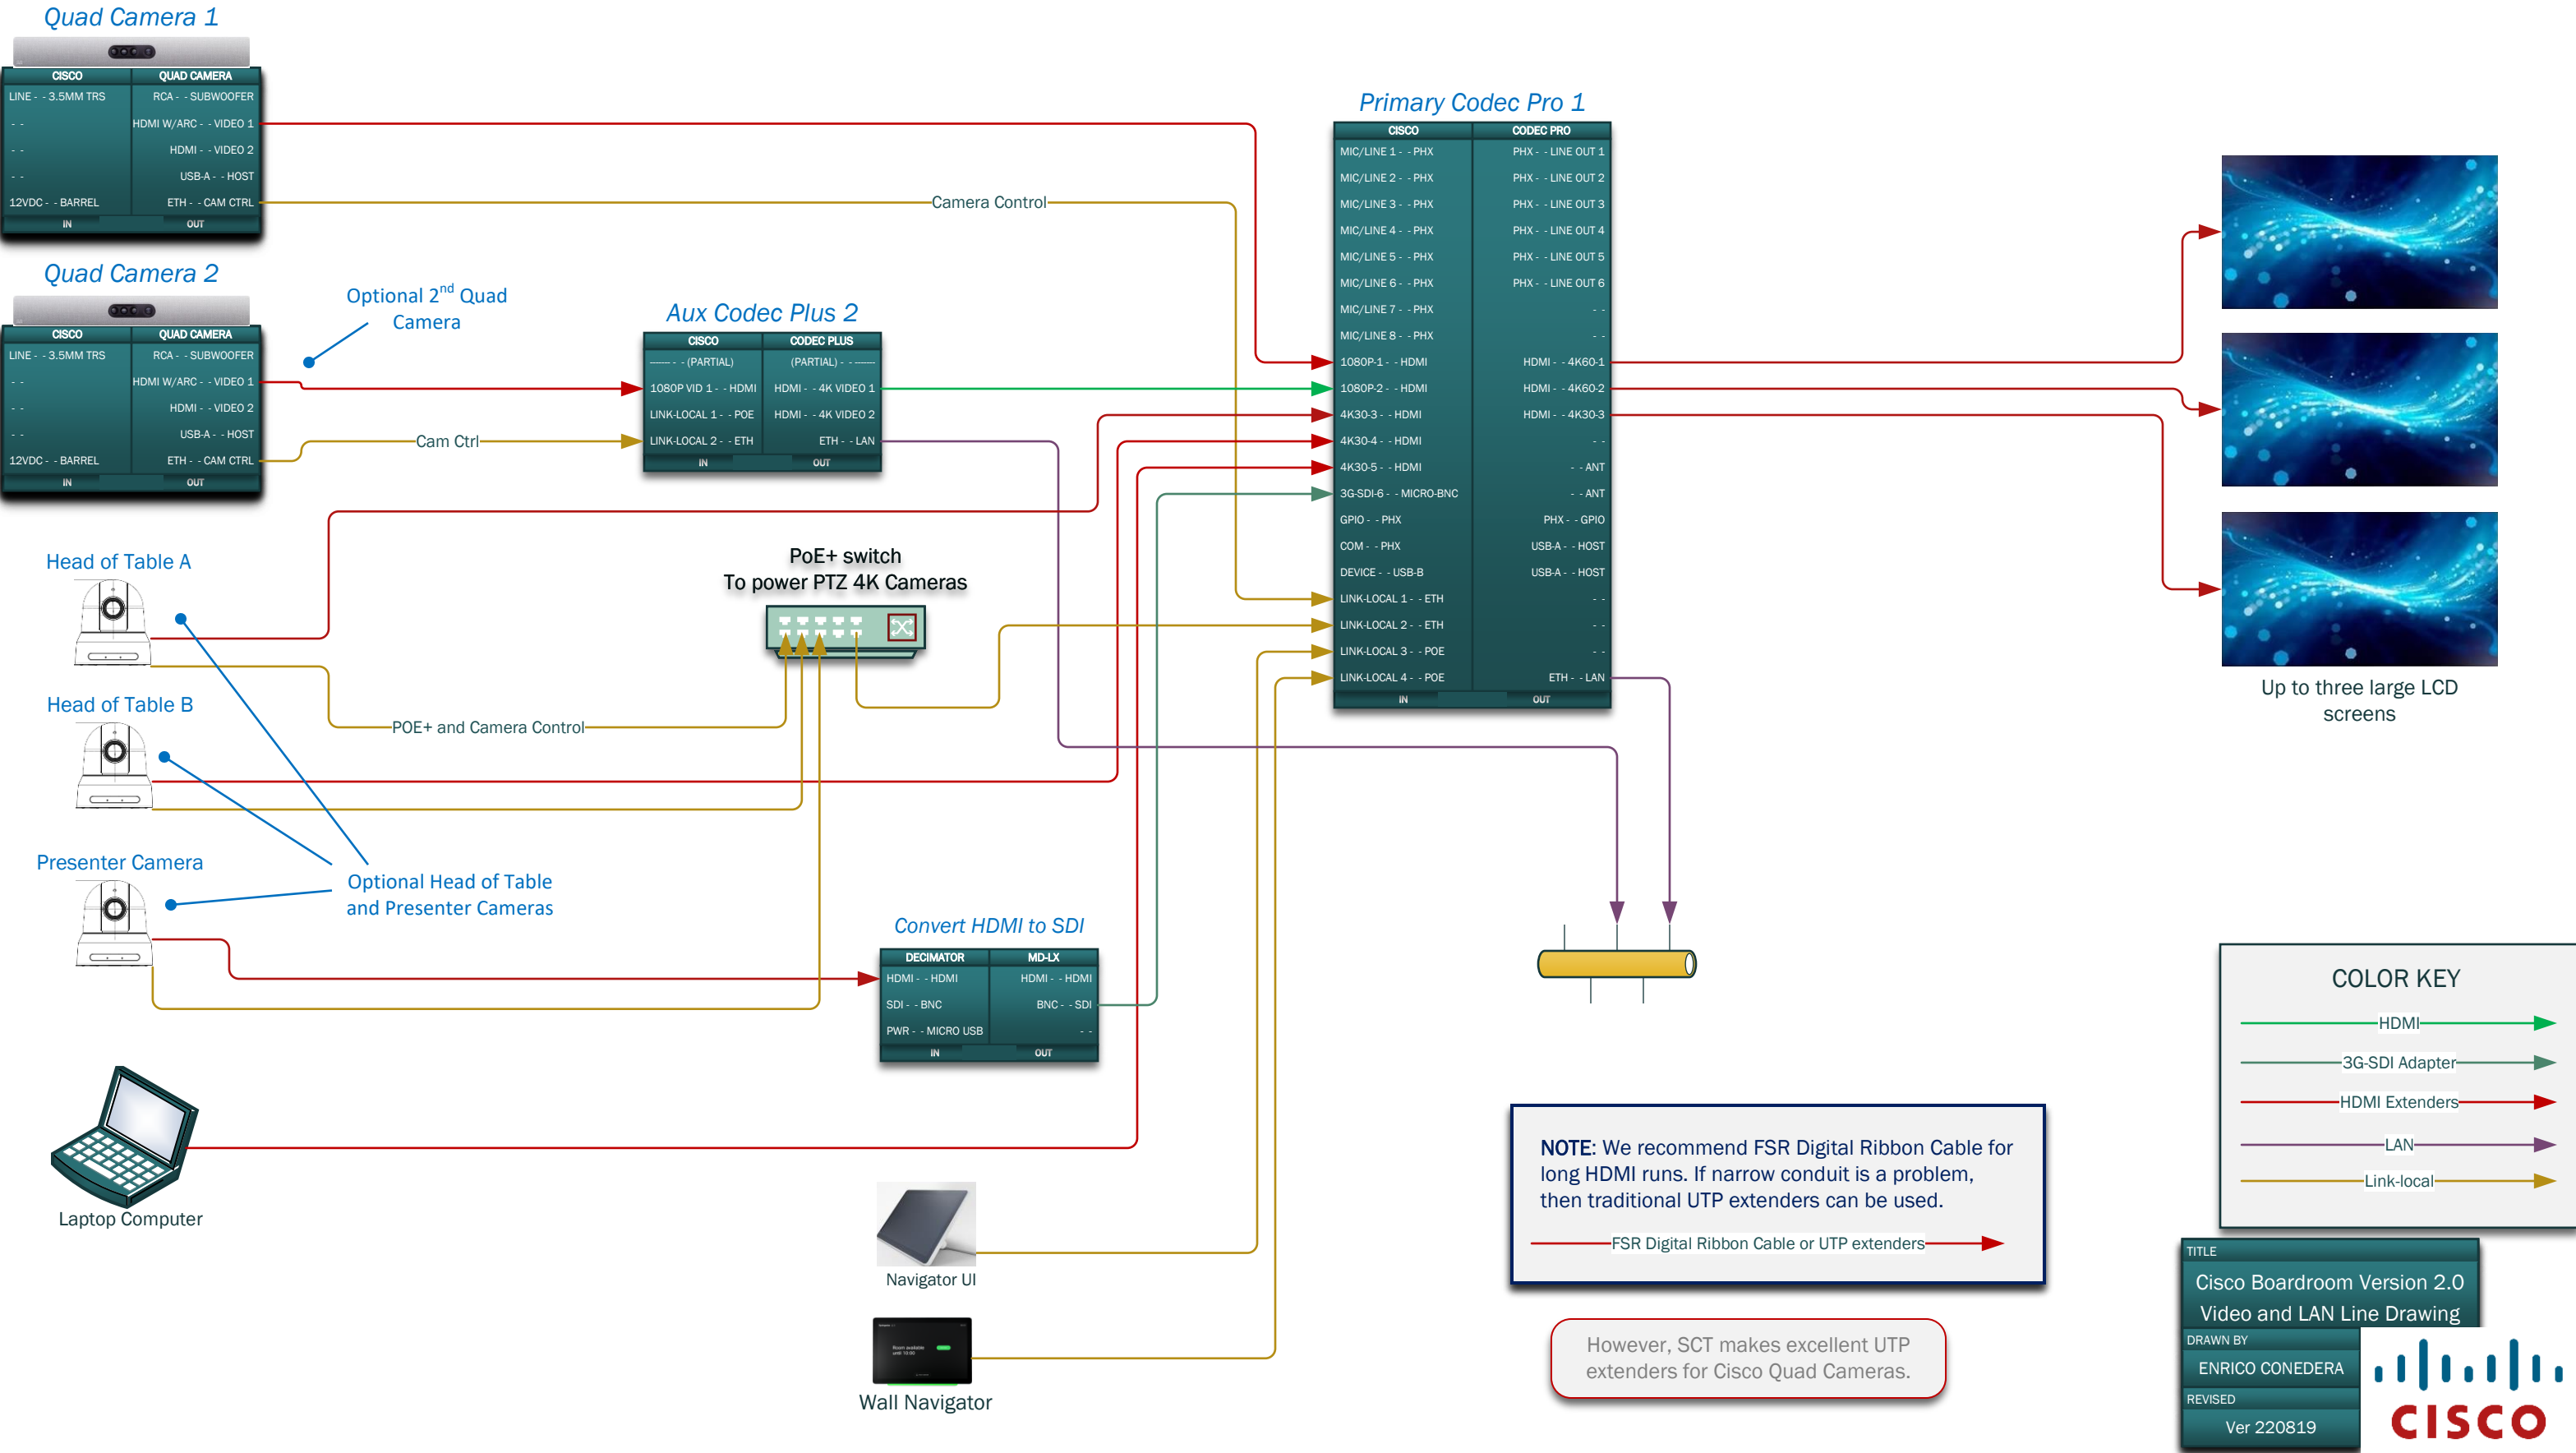 Quad Camera 1
CISCO QUAD CAMERA
LINE - - 3.5MM TRS RCA - - SUBWOOFER
- - HDMI W/ARC - - VIDEO 1
- - HDMI - - VIDEO 2
- - USB-A - - HOST
12VDC - - BARREL ETH - - CAM CTRL
IN OUT
Camera Control
Quad Camera 2
CISCO QUAD CAMERA
LINE - - 3.5MM TRS RCA - - SUBWOOFER
- - HDMI W/ARC - - VIDEO 1
- - HDMI - - VIDEO 2
- - USB-A - - HOST
12VDC - - BARREL ETH - - CAM CTRL
IN OUT
Optional 2nd Quad
Camera
Cam Ctrl
Aux Codec Plus 2
CISCO CODEC PLUS
------- - - (PARTIAL) (PARTIAL) - - -------
1080P VID 1 - - HDMI HDMI - - 4K VIDEO 1
LINK-LOCAL 1 - - POE HDMI - - 4K VIDEO 2
LINK-LOCAL 2 - - ETH ETH - - LAN
IN OUT
Primary Codec Pro 1
CISCO CODEC PRO
MIC/LINE 1 - - PHX PHX - - LINE OUT 1
MIC/LINE 2 - - PHX PHX - - LINE OUT 2
MIC/LINE 3 - - PHX PHX - - LINE OUT 3
MIC/LINE 4 - - PHX PHX - - LINE OUT 4
MIC/LINE 5 - - PHX PHX - - LINE OUT 5
MIC/LINE 6 - - PHX PHX - - LINE OUT 6
MIC/LINE 7 - - PHX - -
MIC/LINE 8 - - PHX - -
1080P-1 - - HDMI HDMI - - 4K60-1
1080P-2 - - HDMI HDMI - - 4K60-2
4K30-3 - - HDMI HDMI - - 4K30-3
4K30-4 - - HDMI - -
4K30-5 - - HDMI - - ANT
3G-SDI-6 - - MICRO-BNC - - ANT
GPIO - - PHX PHX - - GPIO
COM - - PHX USB-A - - HOST
DEVICE - - USB-B USB-A - - HOST
LINK-LOCAL 1 - - ETH - -
LINK-LOCAL 2 - - ETH - -
LINK-LOCAL 3 - - POE - -
LINK-LOCAL 4 - - POE ETH - - LAN
IN OUT
Up to three large LCD
screens
Head of Table A
PoE+ switch
To power PTZ 4K Cameras
Head of Table B
POE+ and Camera Control
Presenter Camera
Optional Head of Table
and Presenter Cameras
Convert HDMI to SDI
DECIMATOR MD-LX
HDMI - - HDMI HDMI - - HDMI
SDI - - BNC BNC - - SDI
PWR - - MICRO USB - -
IN OUT
Laptop Computer
Navigator UI
Room available
until 10:00
Wall Navigator
NOTE: We recommend FSR Digital Ribbon Cable for
long HDMI runs. If narrow conduit is a problem,
then traditional UTP extenders can be used.
FSR Digital Ribbon Cable or UTP extenders
However, SCT makes excellent UTP
extenders for Cisco Quad Cameras.
COLOR KEY
HDMI
3G-SDI Adapter
HDMI Extenders
LAN
Link-local
TITLE
Cisco Boardroom Version 2.0
Video and LAN Line Drawing
DRAWN BY
ENRICO CONEDERA
REVISED
Ver 220819
CISCO